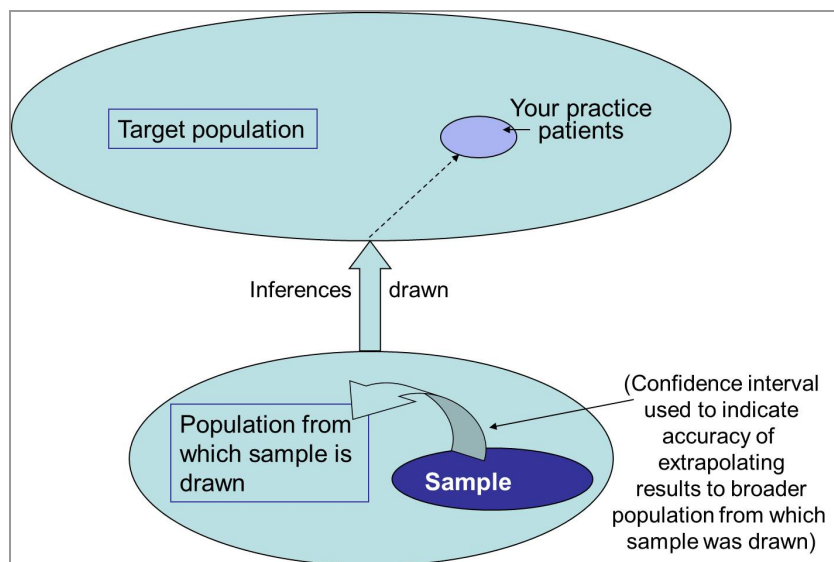 Target population
Your practice
patients
Inferences drawn
Population from
which sample is
drawn
Sample
(Confidence interval
used to indicate
accuracy of
extrapolating
results to broader
population from which
sample was drawn)